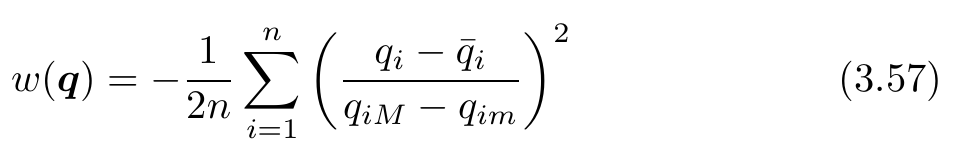 w(q) = -\frac{1}{2n} \sum_{i=1}^{n} \left( \frac{q_i - \bar{q}_i}{q_{iM} - q_{im}} \right)^2 (3.57)